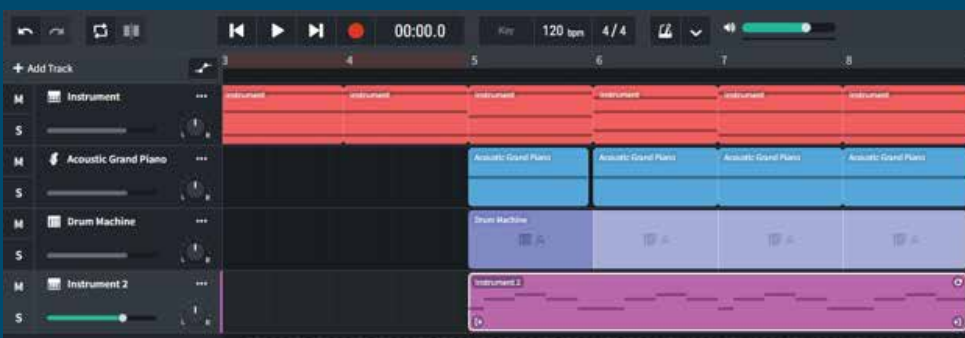 00:00.0 Key 120 bpm 4/4
+ Add Track 3 4 5 6 7 8
M Instrument ...
S L R
Instrument Instrument Instrument Instrument Instrument Instrument
M Acoustic Grand Piano ...
S L R
Acoustic Grand Piano Acoustic Grand Piano Acoustic Grand Piano Acoustic Grand Piano
M Drum Machine ...
S L R
Drum Machine
A A A A
M Instrument 2 ...
S L R
Instrument 2